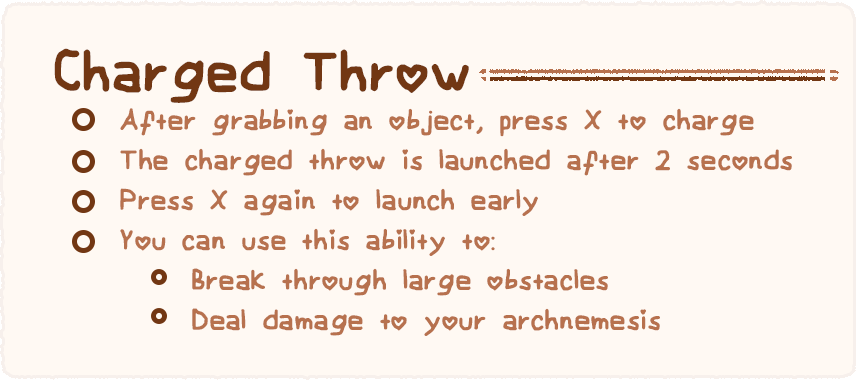 Charged Throw
After grabbing an object, press X to charge
The charged throw is launched after 2 seconds
Press X again to launch early
You can use this ability to:
Break through large obstacles
Deal damage to your archnemesis